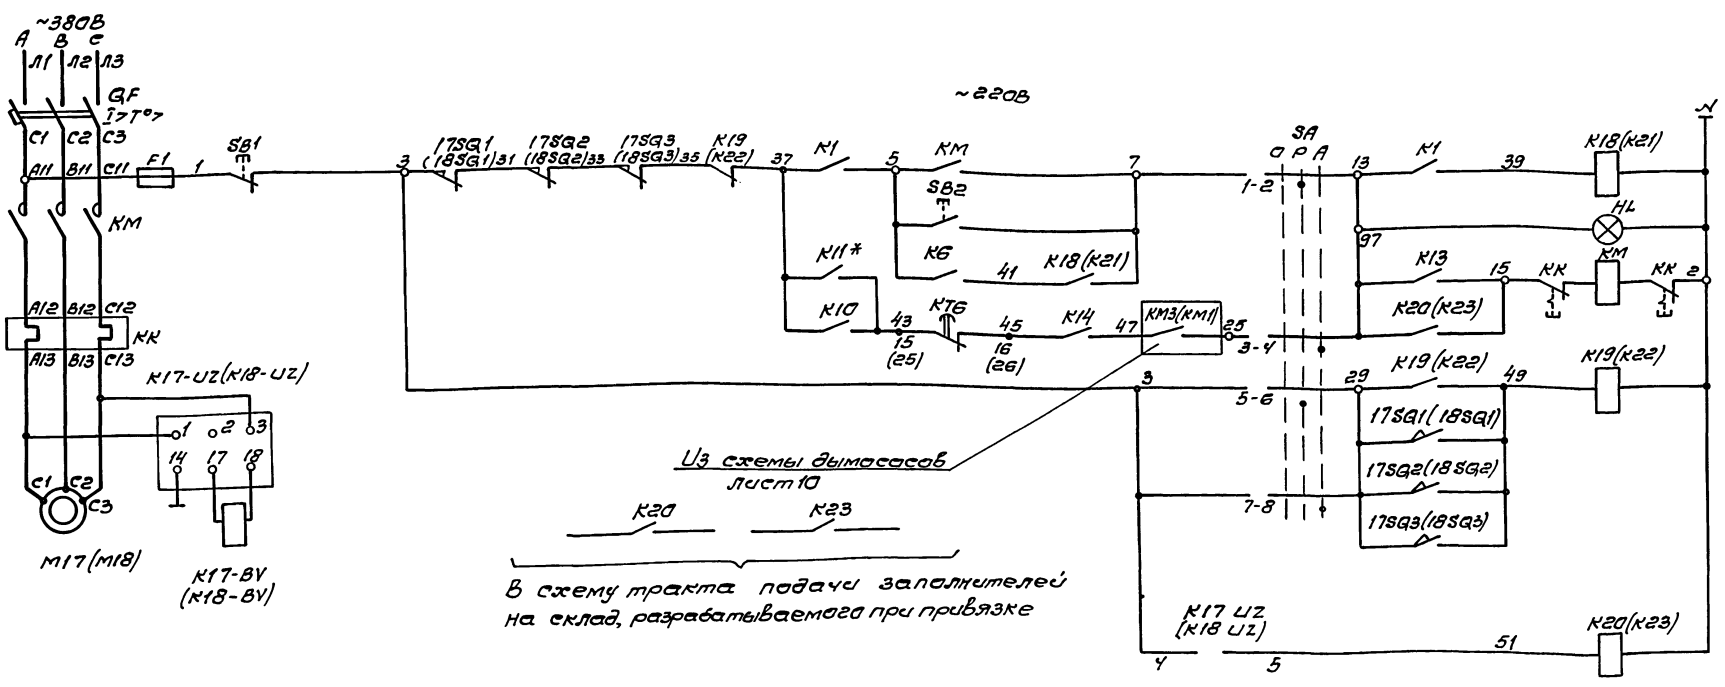 ~380В
А В С
Л1 Л2 Л3
QF
I> T°>
С1 С2 С3
А11 В11 С11
F1
1
SB1
3
17SQ1
(18SQ1)
31
17SQ2
(18SQ2)
33
17SQ3
(18SQ3)
35
К19
(К22)
37
К1
5
КМ
7
~220В
SA
О Р А
1-2
13
К1
39
К18(К21)
N
SB2
97
HL
К6
41
К18(К21)
К11*
К10
43
15
(25)
КТ6
45
16
(26)
К14
47
КМ3(КМ1)
25
3-4
К13
15
КК
КМ
КК
2
К20(К23)
КМ
А12 В12 С12
КК
А13 В13 С13
К17-UZ(К18-UZ)
1 2 3
14 17 18
С1 С2 С3
М17(М18)
К17-BV
(К18-BV)
3
5-6
29
К19(К22)
49
К19(К22)
17SQ1(18SQ1)
17SQ2(18SQ2)
7-8
17SQ3(18SQ3)
Из схемы дымососов
лист 10
К20
К23
В схему тракта подачи заполнителей
на склад, разрабатываемого при привязке
К17 UZ
(К18 UZ)
4
5
51
К20(К23)